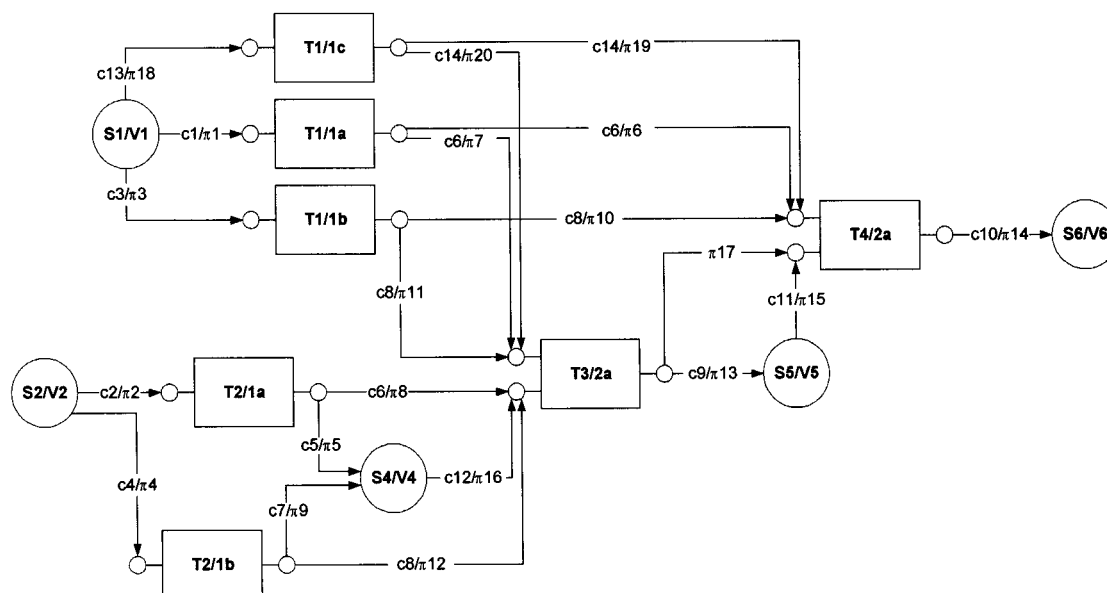 T1/1c
c14/π20
c14/π19
c13/π18
S1/V1
c1/π1
T1/1a
c6/π7
c6/π6
c3/π3
T1/1b
c8/π10
T4/2a
c10/π14
S6/V6
π17
c8/π11
c11/π15
S2/V2
c2/π2
T2/1a
c6/π8
T3/2a
c9/π13
S5/V5
c5/π5
c4/π4
S4/V4
c12/π16
c7/π9
T2/1b
c8/π12